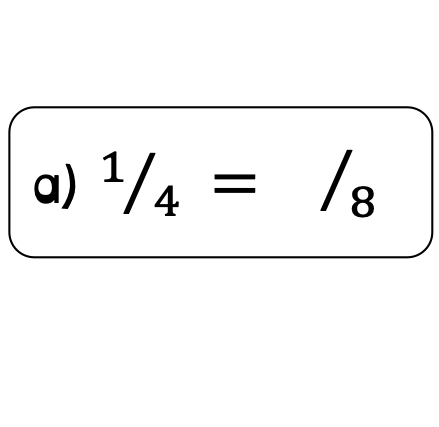 a) 1/4 = /8